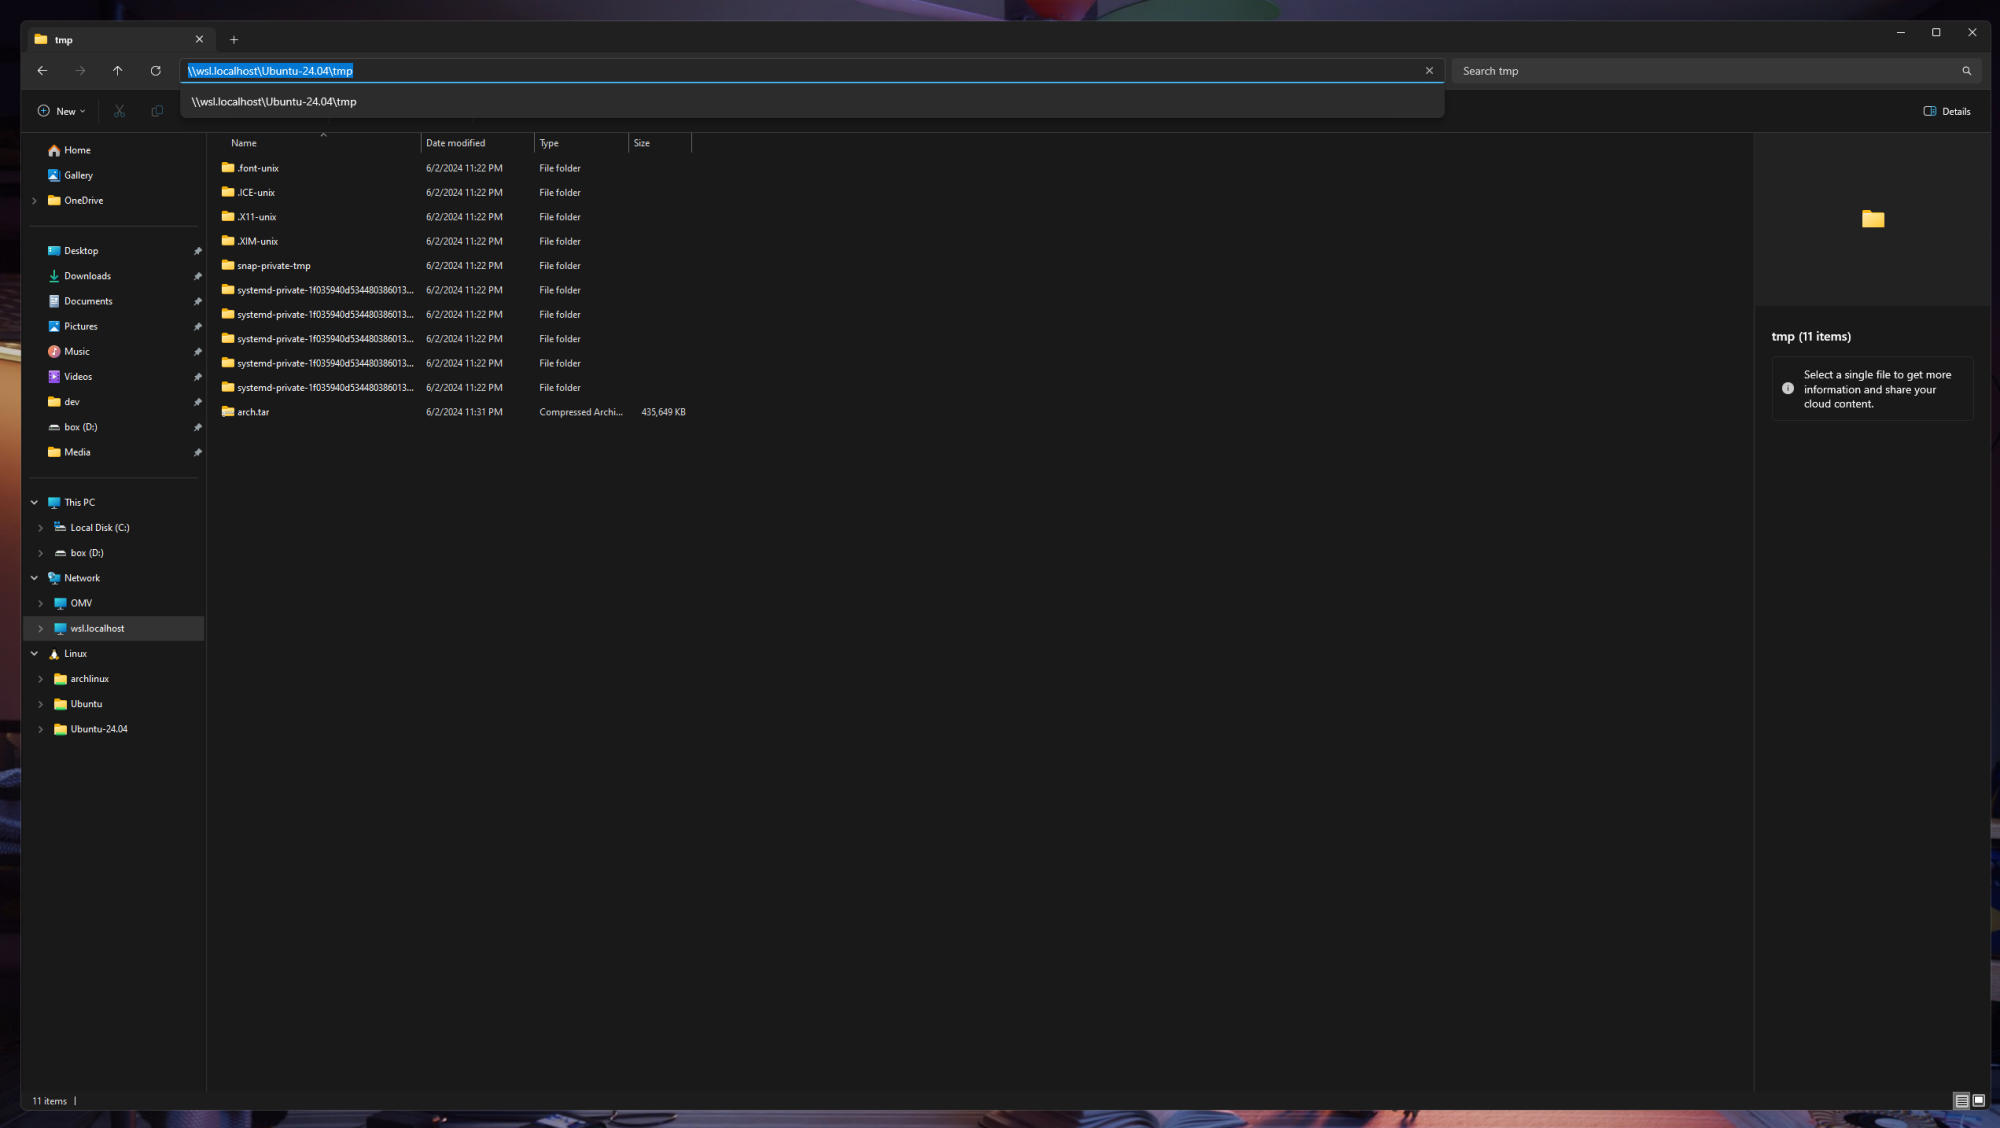 tmp
\\wsl.localhost\Ubuntu-24.04\tmp
Search tmp
\\wsl.localhost\Ubuntu-24.04\tmp
New
Details
Home
Gallery
OneDrive
Desktop
Downloads
Documents
Pictures
Music
Videos
dev
box (D:)
Media
This PC
Local Disk (C:)
box (D:)
Network
OMV
wsl.localhost
Linux
archlinux
Ubuntu
Ubuntu-24.04
Name Date modified Type Size
.font-unix 6/2/2024 11:22 PM File folder
.ICE-unix 6/2/2024 11:22 PM File folder
.X11-unix 6/2/2024 11:22 PM File folder
.XIM-unix 6/2/2024 11:22 PM File folder
snap-private-tmp 6/2/2024 11:22 PM File folder
systemd-private-1f035940d534480386013... 6/2/2024 11:22 PM File folder
systemd-private-1f035940d534480386013... 6/2/2024 11:22 PM File folder
systemd-private-1f035940d534480386013... 6/2/2024 11:22 PM File folder
systemd-private-1f035940d534480386013... 6/2/2024 11:22 PM File folder
systemd-private-1f035940d534480386013... 6/2/2024 11:22 PM File folder
arch.tar 6/2/2024 11:31 PM Compressed Archi... 435,649 KB
tmp (11 items)
Select a single file to get more
information and share your
cloud content.
11 items